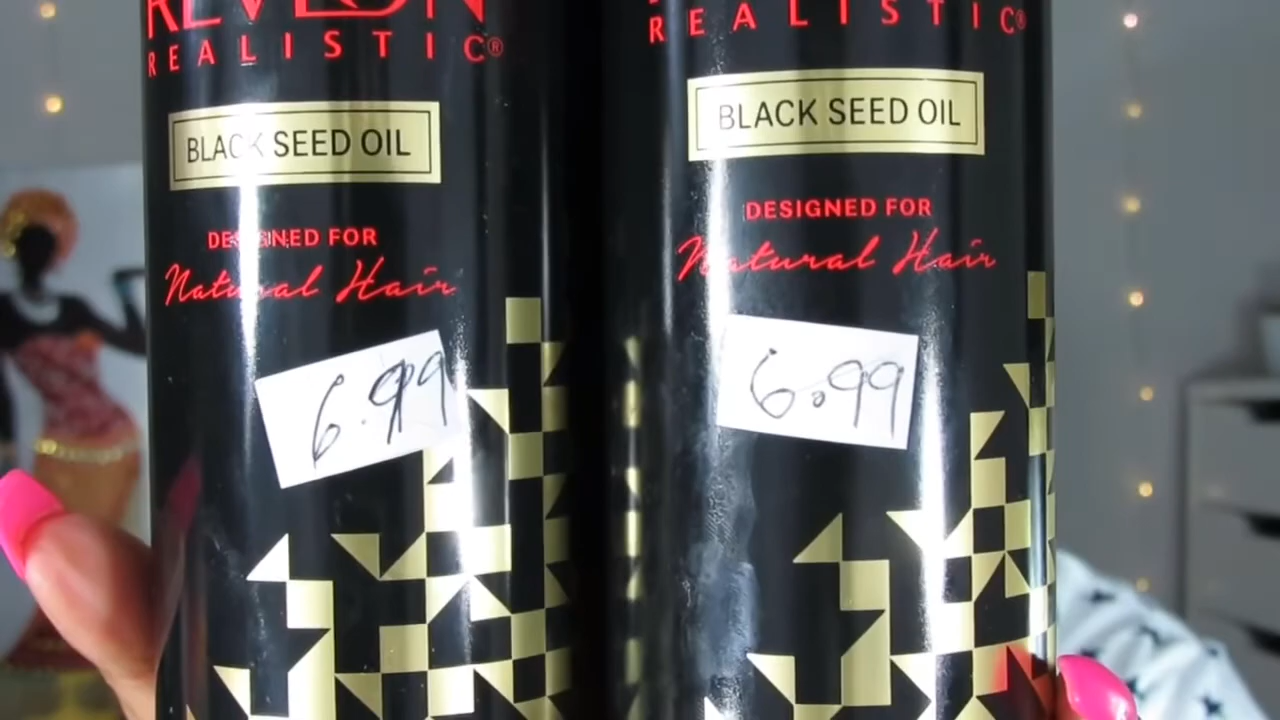 REVLON
REALISTIC®
BLACK SEED OIL
DESIGNED FOR
Natural Hair
6.99
REALISTIC®
BLACK SEED OIL
DESIGNED FOR
Natural Hair
6.99